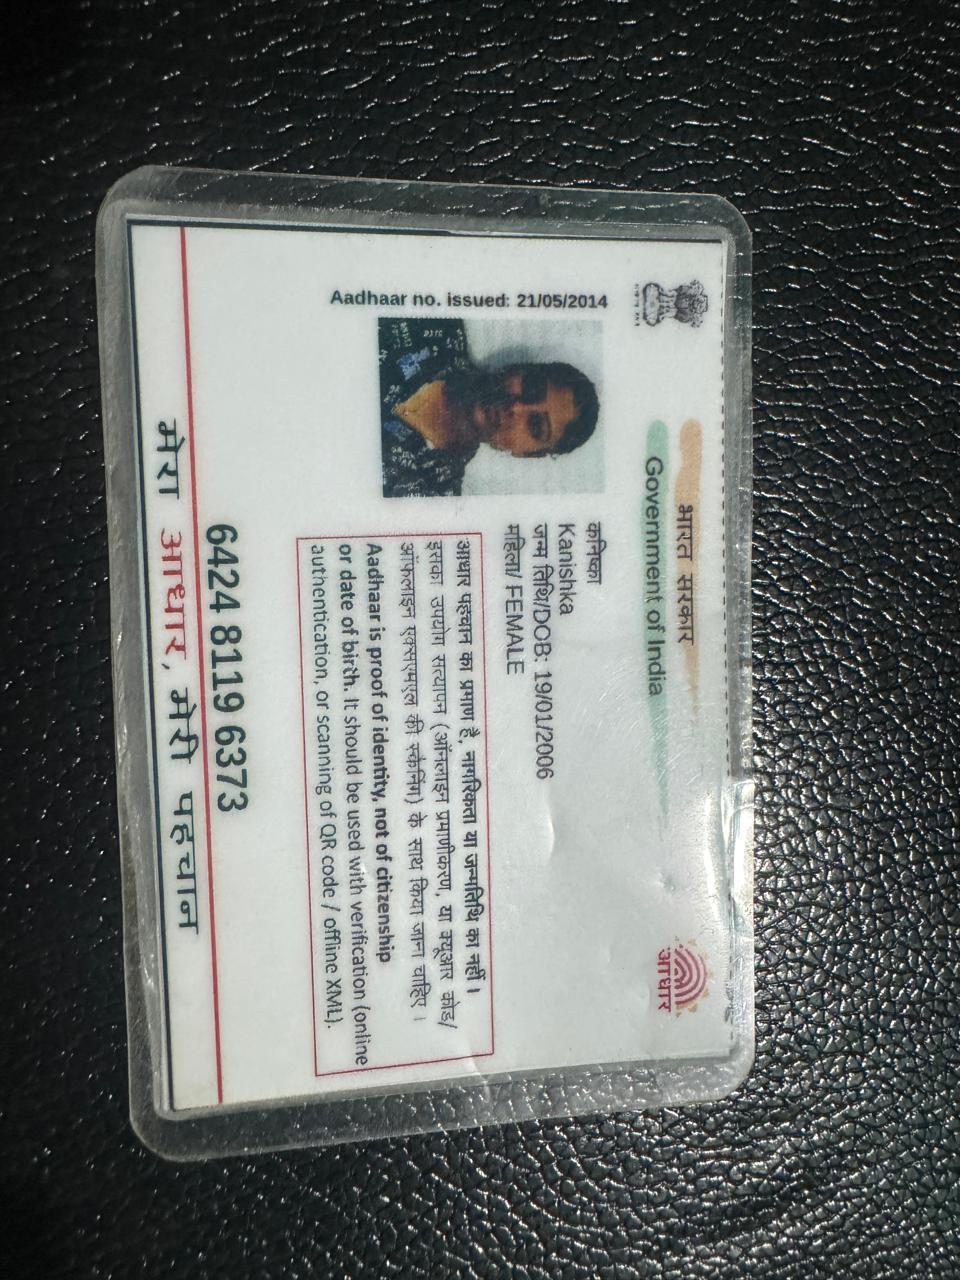 भारत सरकार
Government of India
Aadhaar no. issued: 21/05/2014
कनिष्का
Kanishka
जन्म तिथि/DOB: 19/01/2006
महिला/ FEMALE
आधार पहचान का प्रमाण है, नागरिकता या जन्मतिथि का नहीं ।
इसका उपयोग सत्यापन (ऑनलाइन प्रमाणीकरण, या क्यूआर कोड/
ऑफलाइन एक्सएमएल की स्कैनिंग) के साथ किया जाना चाहिए ।
Aadhaar is proof of identity, not of citizenship
or date of birth. It should be used with verification (online
authentication, or scanning of QR code / offline XML).
6424 8119 6373
मेरा आधार, मेरी पहचान
आधार